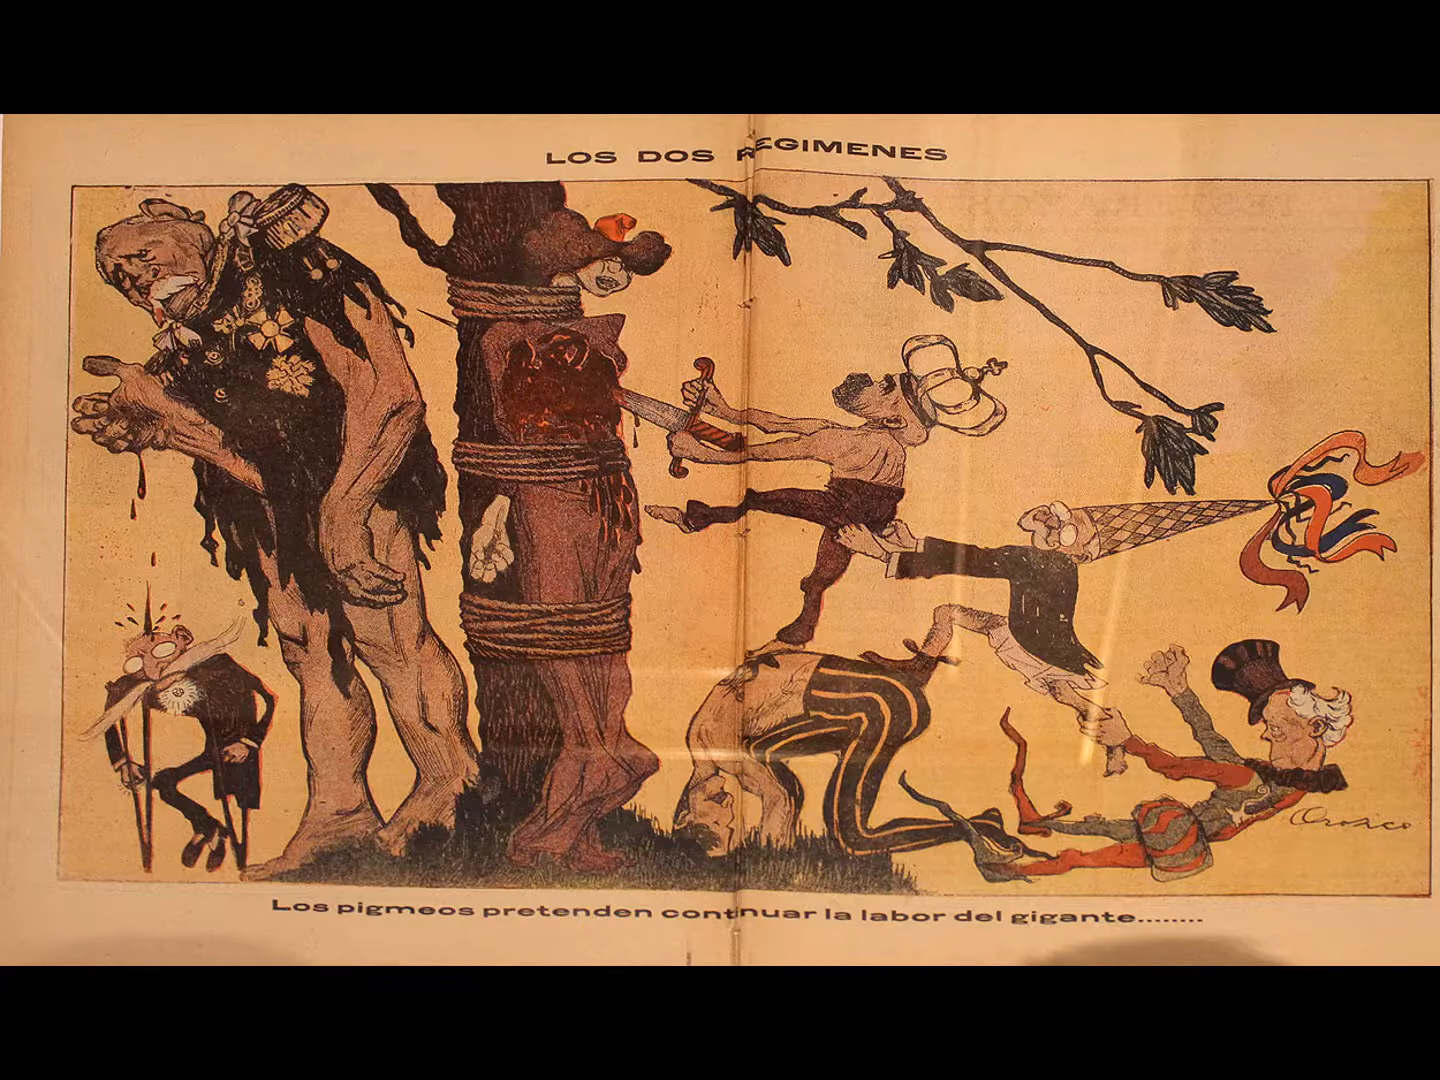 LOS DOS REGIMENES
Orozco
Los pigmeos pretenden continuar la labor del gigante........